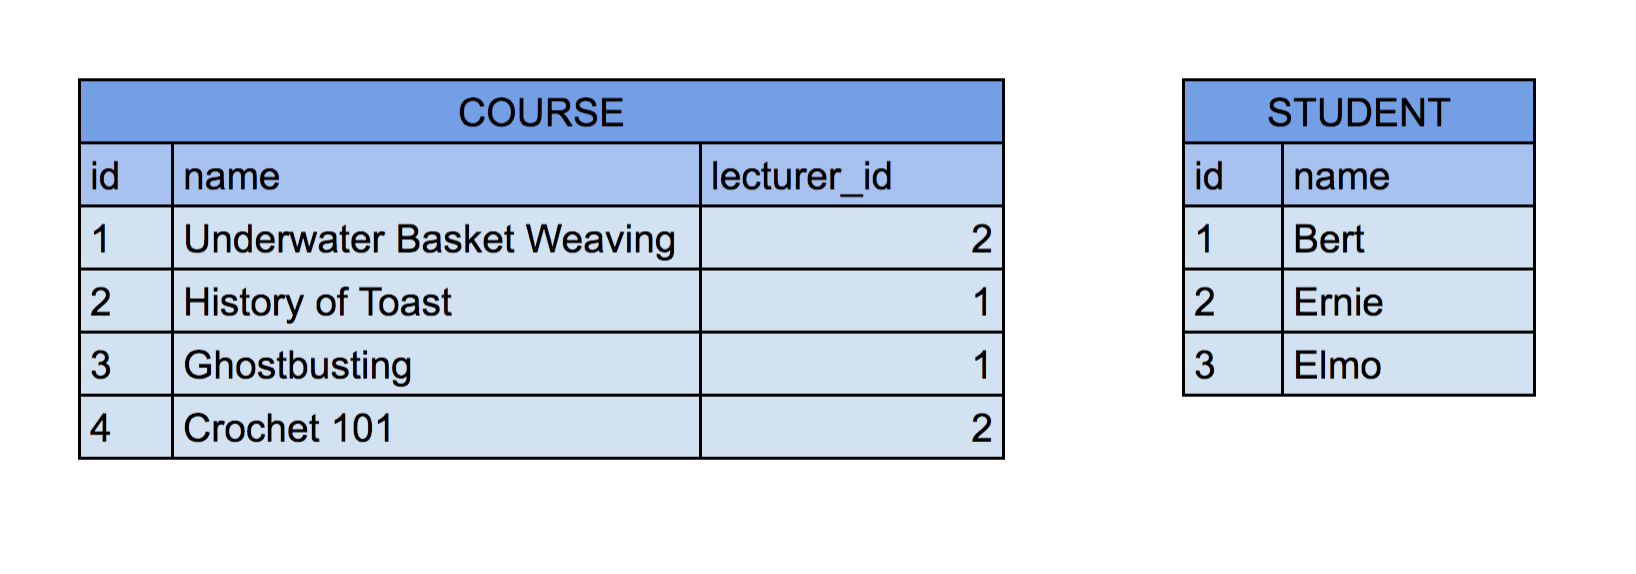 COURSE
id name lecturer_id
1 Underwater Basket Weaving 2
2 History of Toast 1
3 Ghostbusting 1
4 Crochet 101 2
STUDENT
id name
1 Bert
2 Ernie
3 Elmo